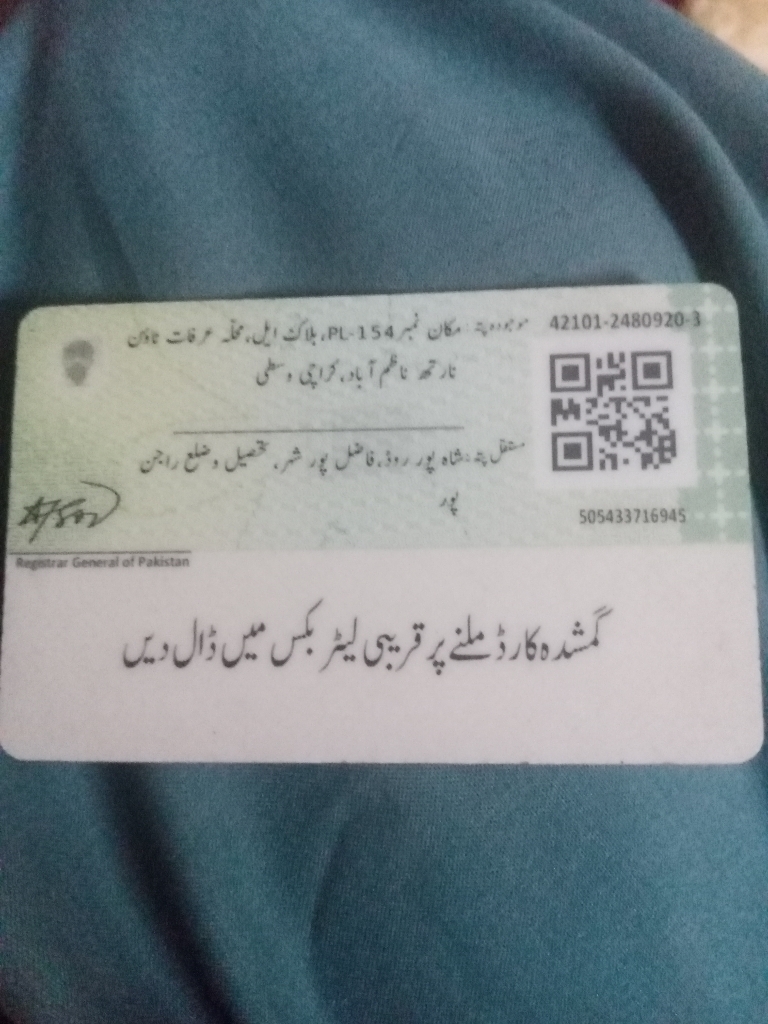 موجودہ پتہ: مکان نمبر PL-154، بلاک ایل، محلّہ عرفات ٹاؤن
نارتھ ناظم آباد، کراچی وسطی
42101-2480920-3
مستقل پتہ: شاہ پور روڈ، فاضل پور شہر، تحصیل و ضلع راجن
پور
505433716945
Registrar General of Pakistan
گمشدہ کارڈ ملنے پر قریبی لیٹر بکس میں ڈال دیں